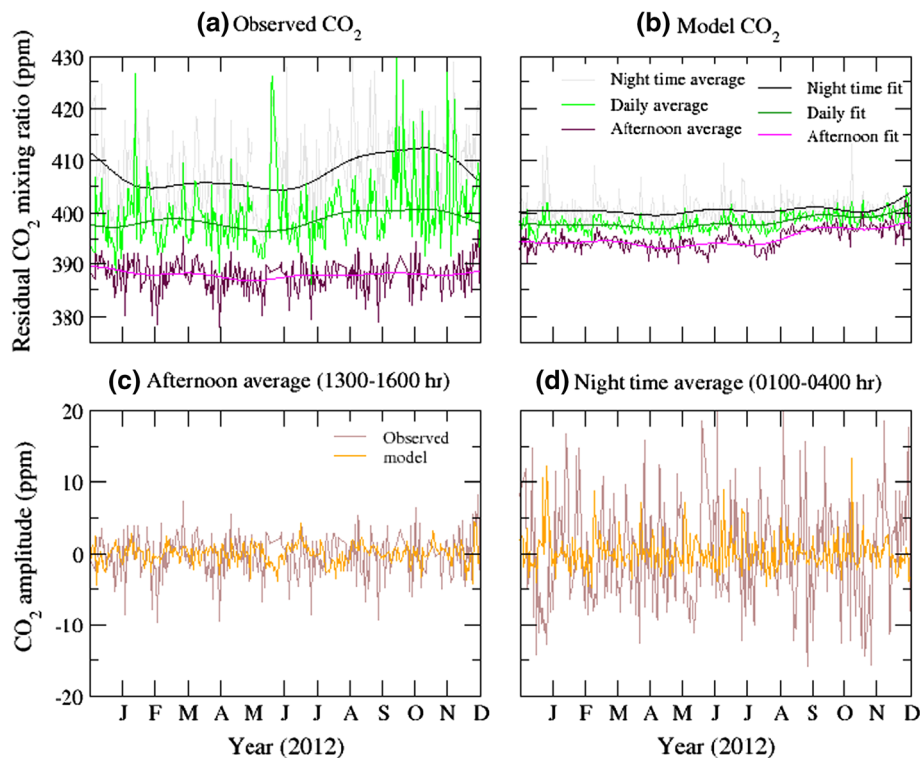 (a) Observed CO2
(b) Model CO2
Residual CO2 mixing ratio (ppm)
430
420
410
400
390
380
Night time average
Daily average
Afternoon average
Night time fit
Daily fit
Afternoon fit
(c) Afternoon average (1300-1600 hr)
(d) Night time average (0100-0400 hr)
CO2 amplitude (ppm)
20
10
0
-10
-20
Observed
model
J F M A M J J A S O N D
J F M A M J J A S O N D
Year (2012)
Year (2012)